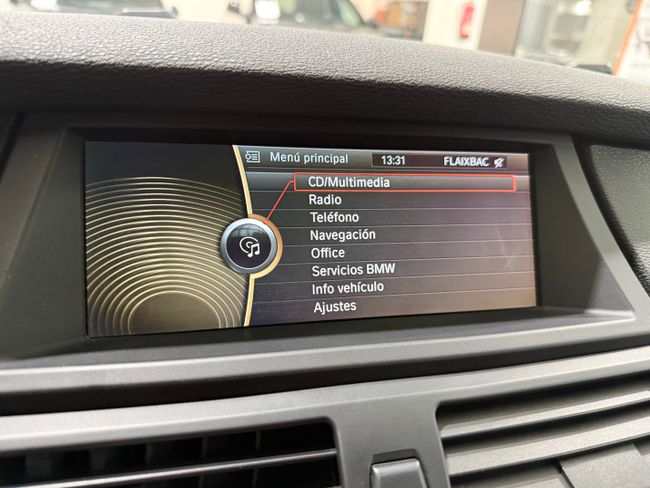 Menú principal 13:31 FLAIXBAC
CD/Multimedia
Radio
Teléfono
Navegación
Office
Servicios BMW
Info vehículo
Ajustes